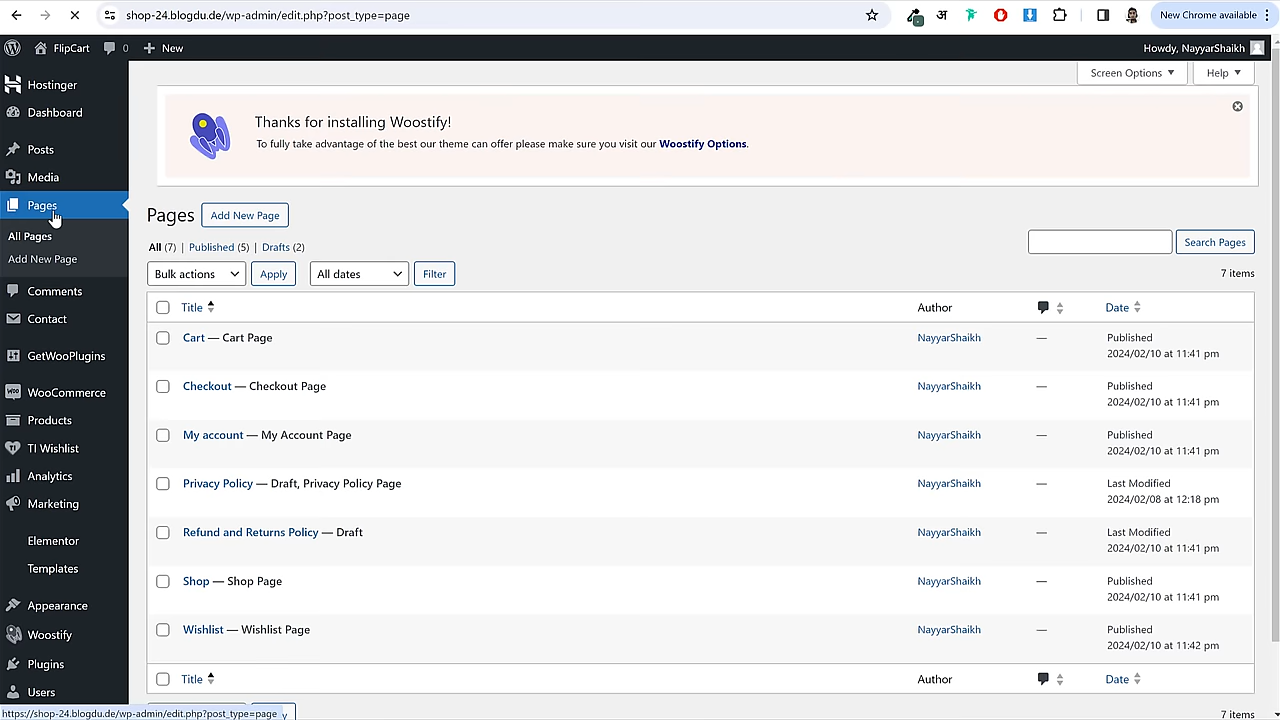 shop-24.blogdu.de/wp-admin/edit.php?post_type=page
अ
New Chrome available
FlipCart
0
New
Howdy, NayyarShaikh
Hostinger
Dashboard
Posts
Media
Pages
All Pages
Add New Page
Comments
Contact
GetWooPlugins
WooCommerce
Products
TI Wishlist
Analytics
Marketing
Elementor
Templates
Appearance
Woostify
Plugins
Users
Screen Options
Help
Thanks for installing Woostify!
To fully take advantage of the best our theme can offer please make sure you visit our Woostify Options.
Pages
Add New Page
All (7) | Published (5) | Drafts (2)
Search Pages
Bulk actions
Apply
All dates
Filter
7 items
Title Author Date
Cart — Cart Page NayyarShaikh — Published
2024/02/10 at 11:41 pm
Checkout — Checkout Page NayyarShaikh — Published
2024/02/10 at 11:41 pm
My account — My Account Page NayyarShaikh — Published
2024/02/10 at 11:41 pm
Privacy Policy — Draft, Privacy Policy Page NayyarShaikh — Last Modified
2024/02/08 at 12:18 pm
Refund and Returns Policy — Draft NayyarShaikh — Last Modified
2024/02/10 at 11:41 pm
Shop — Shop Page NayyarShaikh — Published
2024/02/10 at 11:41 pm
Wishlist — Wishlist Page NayyarShaikh — Published
2024/02/10 at 11:42 pm
Title Author Date
7 items
https://shop-24.blogdu.de/wp-admin/edit.php?post_type=page